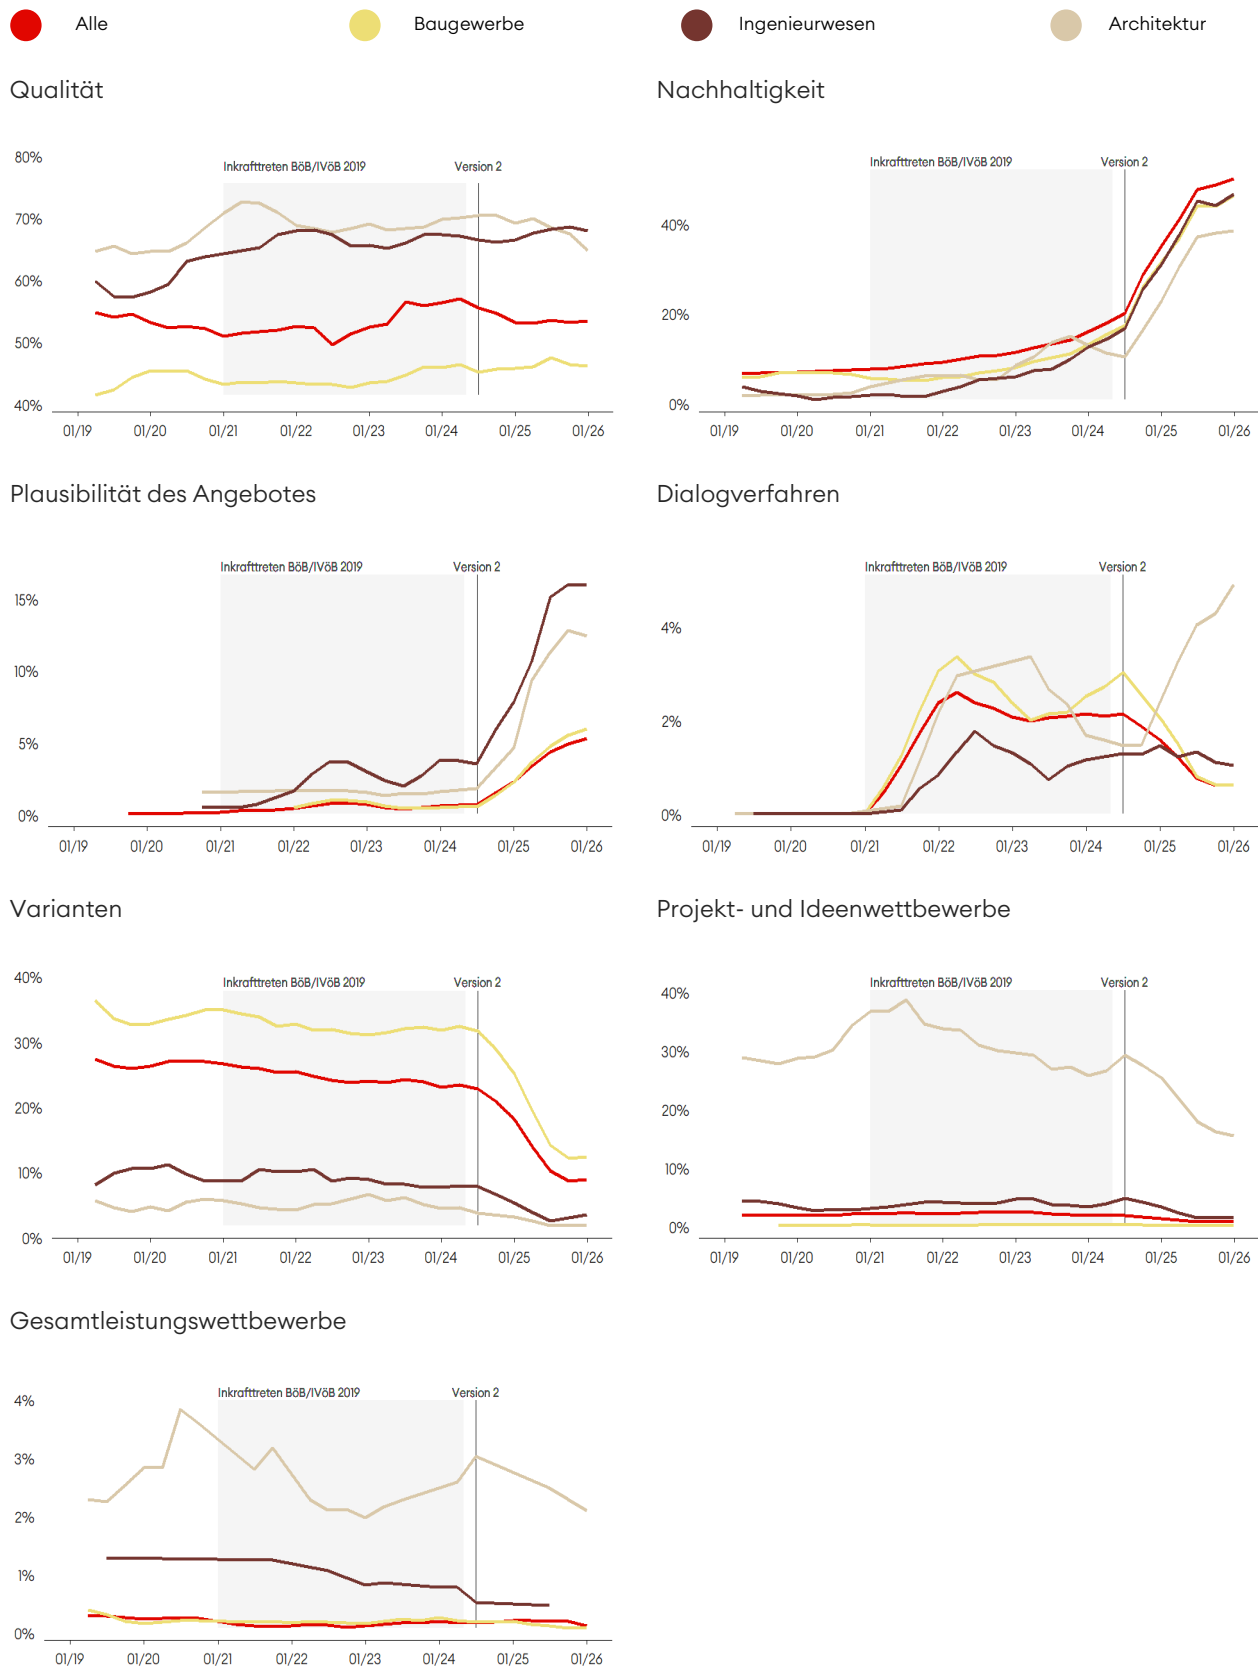 Alle Baugewerbe Ingenieurwesen Architektur
Qualität
80%
70%
60%
50%
40%
Inkrafttreten BöB/IVöB 2019 Version 2
01/19 01/20 01/21 01/22 01/23 01/24 01/25 01/26
Nachhaltigkeit
40%
20%
0%
Inkrafttreten BöB/IVöB 2019 Version 2
01/19 01/20 01/21 01/22 01/23 01/24 01/25 01/26
Plausibilität des Angebotes
15%
10%
5%
0%
Inkrafttreten BöB/IVöB 2019 Version 2
01/19 01/20 01/21 01/22 01/23 01/24 01/25 01/26
Dialogverfahren
4%
2%
0%
Inkrafttreten BöB/IVöB 2019 Version 2
01/19 01/20 01/21 01/22 01/23 01/24 01/25 01/26
Varianten
40%
30%
20%
10%
0%
Inkrafttreten BöB/IVöB 2019 Version 2
01/19 01/20 01/21 01/22 01/23 01/24 01/25 01/26
Projekt- und Ideenwettbewerbe
40%
30%
20%
10%
0%
Inkrafttreten BöB/IVöB 2019 Version 2
01/19 01/20 01/21 01/22 01/23 01/24 01/25 01/26
Gesamtleistungswettbewerbe
4%
3%
2%
1%
0%
Inkrafttreten BöB/IVöB 2019 Version 2
01/19 01/20 01/21 01/22 01/23 01/24 01/25 01/26